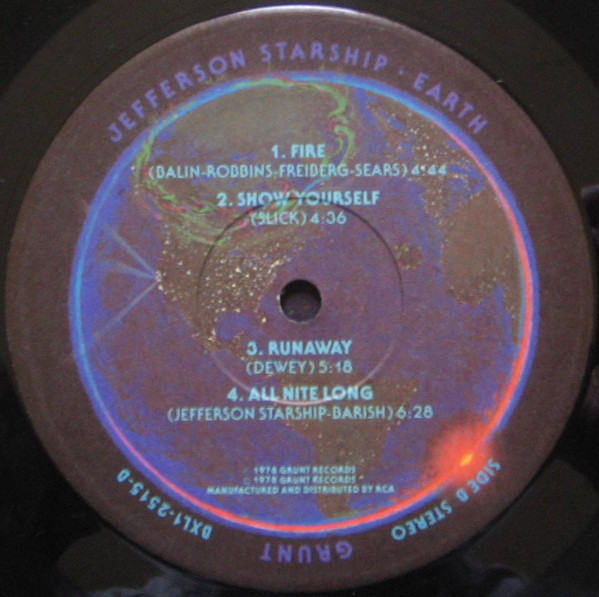 JEFFERSON STARSHIP · EARTH
1. FIRE
(BALIN-ROBBINS-FREIBERG-SEARS) 4:44
2. SHOW YOURSELF
(SLICK) 4:36
3. RUNAWAY
(DEWEY) 5:18
4. ALL NITE LONG
(JEFFERSON STARSHIP-BARISH) 6:28
℗ 1978 GRUNT RECORDS
© 1978 GRUNT RECORDS
MANUFACTURED AND DISTRIBUTED BY RCA
BXL1-2515-B
SIDE B STEREO
GRUNT